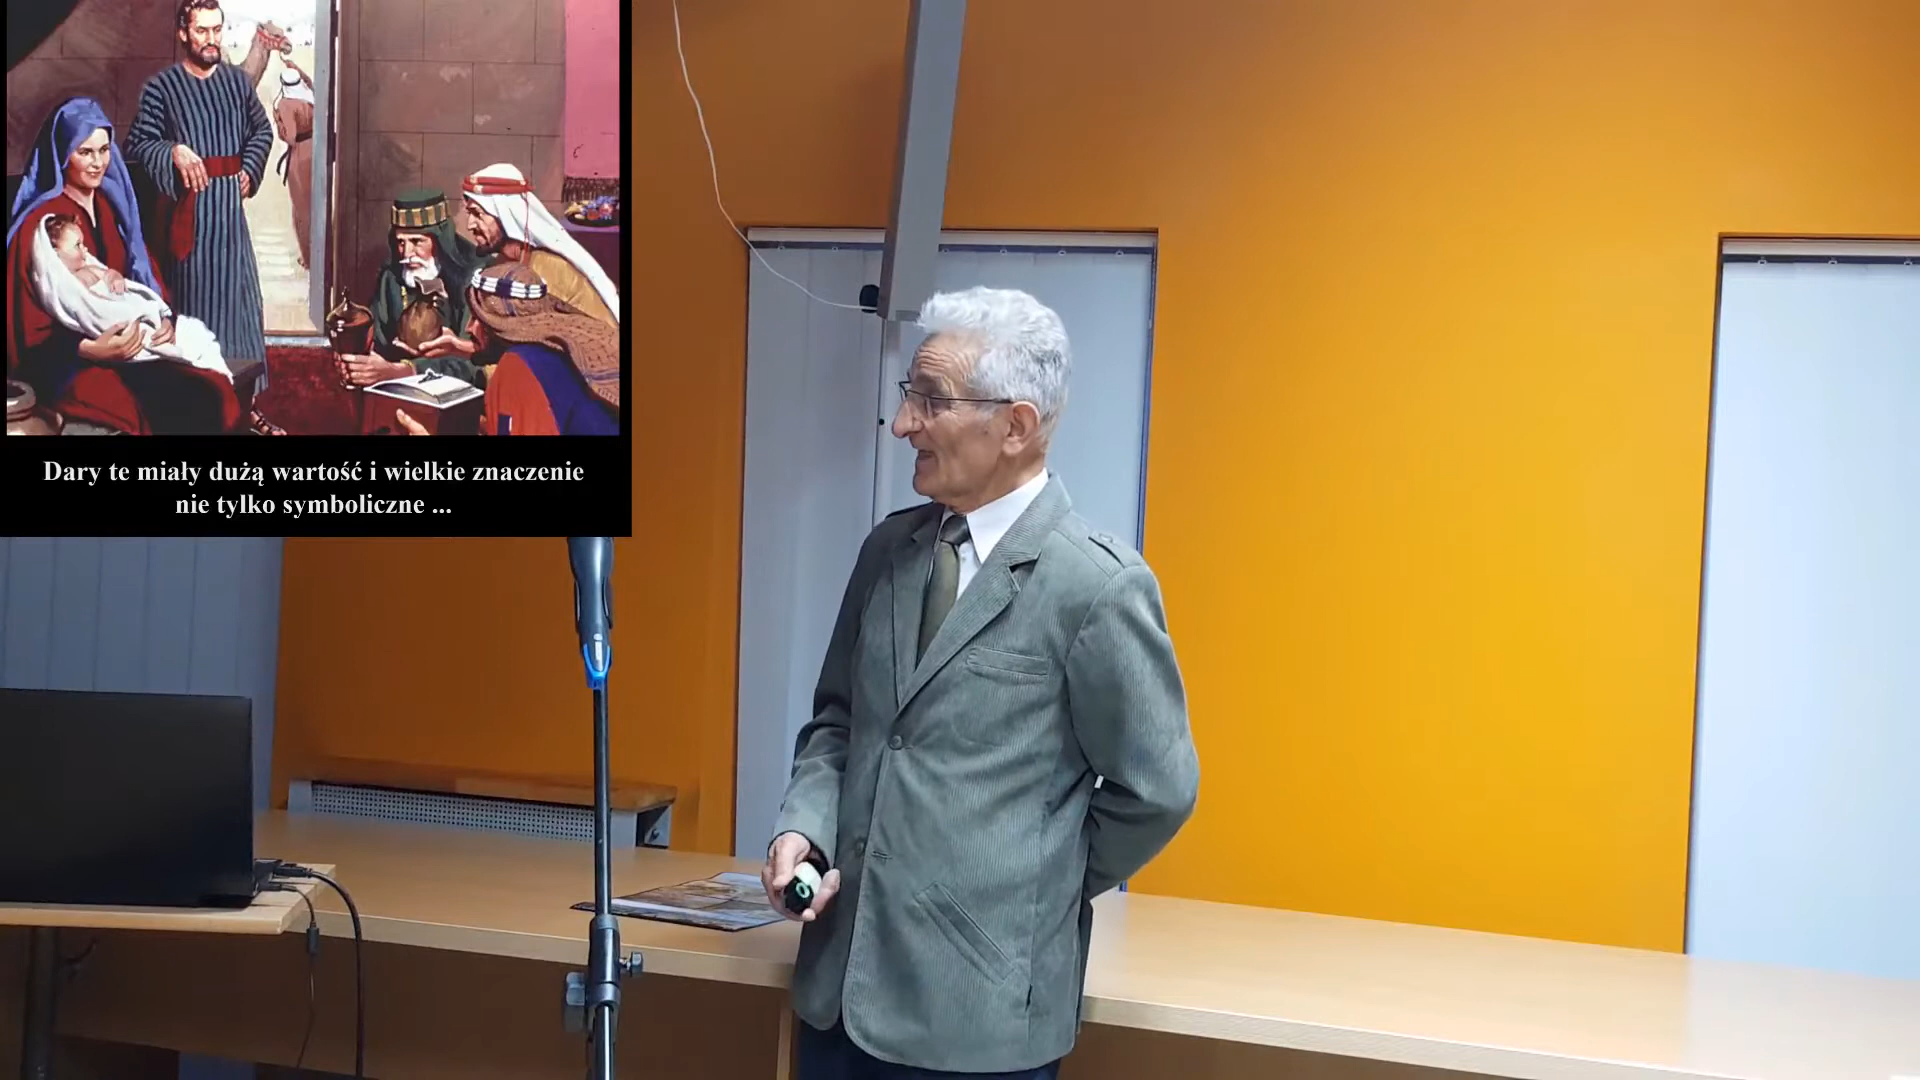 Dary te miały dużą wartość i wielkie znaczenie
nie tylko symboliczne ...